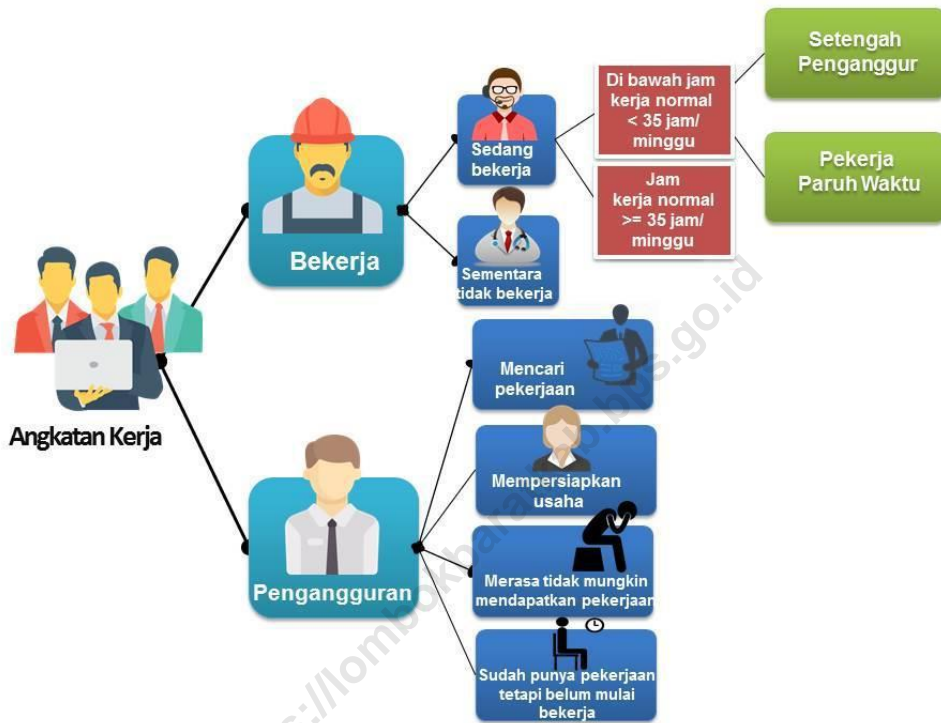 Angkatan Kerja
Bekerja
Sedang
bekerja
Sementara
tidak bekerja
Di bawah jam
kerja normal
< 35 jam/
minggu
Jam
kerja normal
>= 35 jam/
minggu
Setengah
Penganggur
Pekerja
Paruh Waktu
Pengangguran
Mencari
pekerjaan
Mempersiapkan
usaha
Merasa tidak mungkin
mendapatkan pekerjaan
Sudah punya pekerjaan
tetapi belum mulai
bekerja